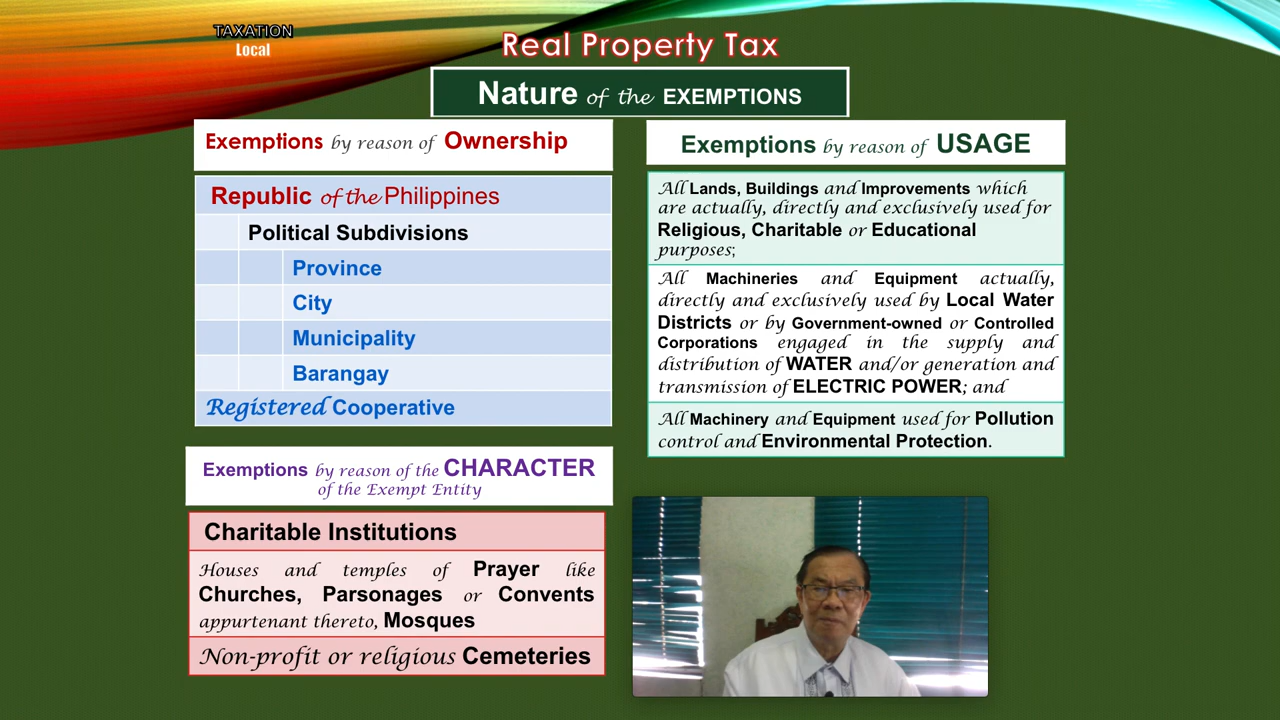 TAXATION
Local
Real Property Tax
Nature of the EXEMPTIONS
Exemptions by reason of Ownership
Republic of the Philippines
Political Subdivisions
Province
City
Municipality
Barangay
Registered Cooperative
Exemptions by reason of the CHARACTER
of the Exempt Entity
Charitable Institutions
Houses and temples of Prayer like
Churches, Parsonages or Convents
appurtenant thereto, Mosques
Non-profit or religious Cemeteries
Exemptions by reason of USAGE
All Lands, Buildings and Improvements which
are actually, directly and exclusively used for
Religious, Charitable or Educational
purposes;
All Machineries and Equipment actually,
directly and exclusively used by Local Water
Districts or by Government-owned or Controlled
Corporations engaged in the supply and
distribution of WATER and/or generation and
transmission of ELECTRIC POWER; and
All Machinery and Equipment used for Pollution
control and Environmental Protection.